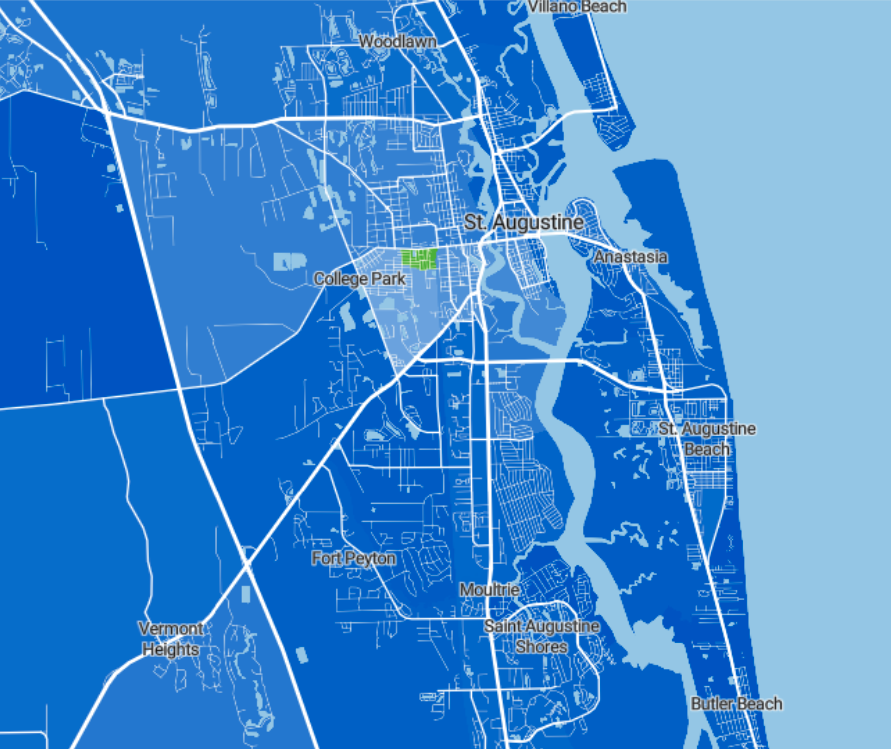 Villano Beach
Woodlawn
St. Augustine
Anastasia
College Park
St. Augustine
Beach
Fort Peyton
Moultrie
Saint Augustine
Shores
Vermont
Heights
Butler Beach